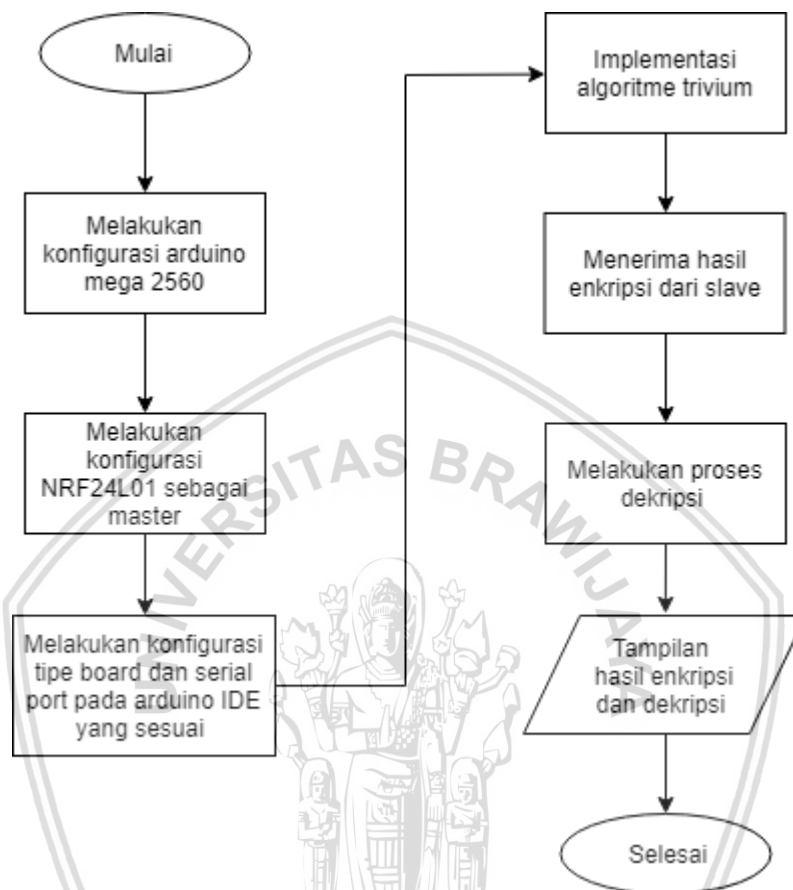 Mulai
Melakukan
konfigurasi arduino
mega 2560
Melakukan
konfigurasi
NRF24L01 sebagai
master
Melakukan konfigurasi
tipe board dan serial
port pada arduino IDE
yang sesuai
Implementasi
algoritme trivium
Menerima hasil
enkripsi dari slave
Melakukan proses
dekripsi
Tampilan
hasil enkripsi
dan dekripsi
Selesai
UNIVERSITAS BRAWIJAYA